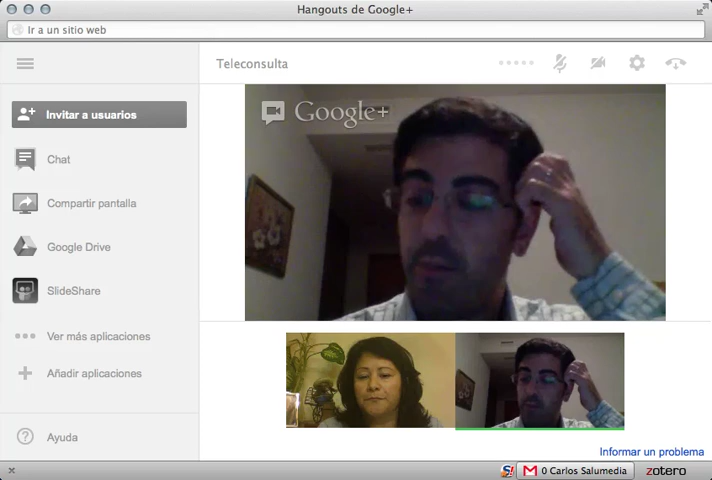 Hangouts de Google+
Ir a un sitio web
Teleconsulta
Invitar a usuarios
Chat
Compartir pantalla
Google Drive
SlideShare
Ver más aplicaciones
Añadir aplicaciones
Ayuda
Google+
Informar un problema
0 Carlos Salumedia
zotero